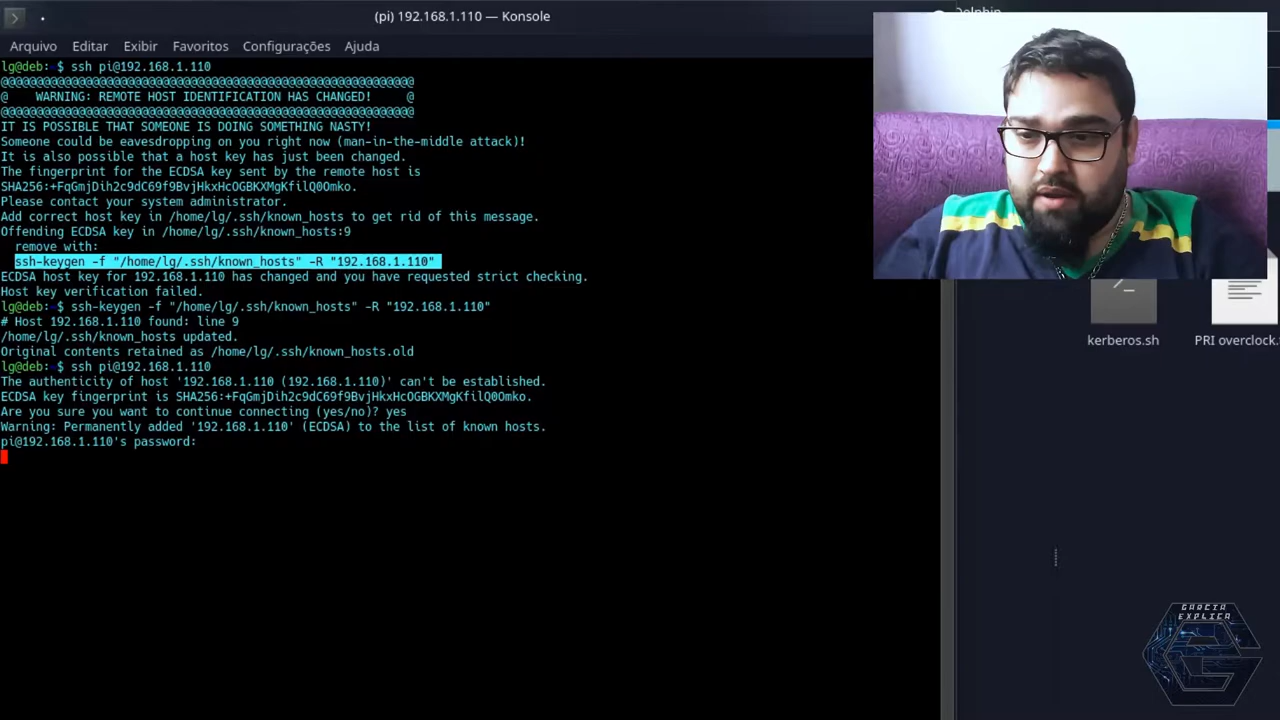 (pi) 192.168.1.110 — Konsole
Arquivo Editar Exibir Favoritos Configurações Ajuda
lg@deb:~$ ssh pi@192.168.1.110
@@@@@@@@@@@@@@@@@@@@@@@@@@@@@@@@@@@@@@@@@@@@@@@@@@@@@@@@@@@
@    WARNING: REMOTE HOST IDENTIFICATION HAS CHANGED!     @
@@@@@@@@@@@@@@@@@@@@@@@@@@@@@@@@@@@@@@@@@@@@@@@@@@@@@@@@@@@
IT IS POSSIBLE THAT SOMEONE IS DOING SOMETHING NASTY!
Someone could be eavesdropping on you right now (man-in-the-middle attack)!
It is also possible that a host key has just been changed.
The fingerprint for the ECDSA key sent by the remote host is
SHA256:+FqGmjDih2c9dC69f9BvjHkxHcOGBKXMgKfilQ0Omko.
Please contact your system administrator.
Add correct host key in /home/lg/.ssh/known_hosts to get rid of this message.
Offending ECDSA key in /home/lg/.ssh/known_hosts:9
remove with:
ssh-keygen -f "/home/lg/.ssh/known_hosts" -R "192.168.1.110"
ECDSA host key for 192.168.1.110 has changed and you have requested strict checking.
Host key verification failed.
lg@deb:~$ ssh-keygen -f "/home/lg/.ssh/known_hosts" -R "192.168.1.110"
# Host 192.168.1.110 found: line 9
/home/lg/.ssh/known_hosts updated.
Original contents retained as /home/lg/.ssh/known_hosts.old
lg@deb:~$ ssh pi@192.168.1.110
The authenticity of host '192.168.1.110 (192.168.1.110)' can't be established.
ECDSA key fingerprint is SHA256:+FqGmjDih2c9dC69f9BvjHkxHcOGBKXMgKfilQ0Omko.
Are you sure you want to continue connecting (yes/no)? yes
Warning: Permanently added '192.168.1.110' (ECDSA) to the list of known hosts.
pi@192.168.1.110's password:
kerberos.sh
PRI overclock.
GARCIA
EXPLICA